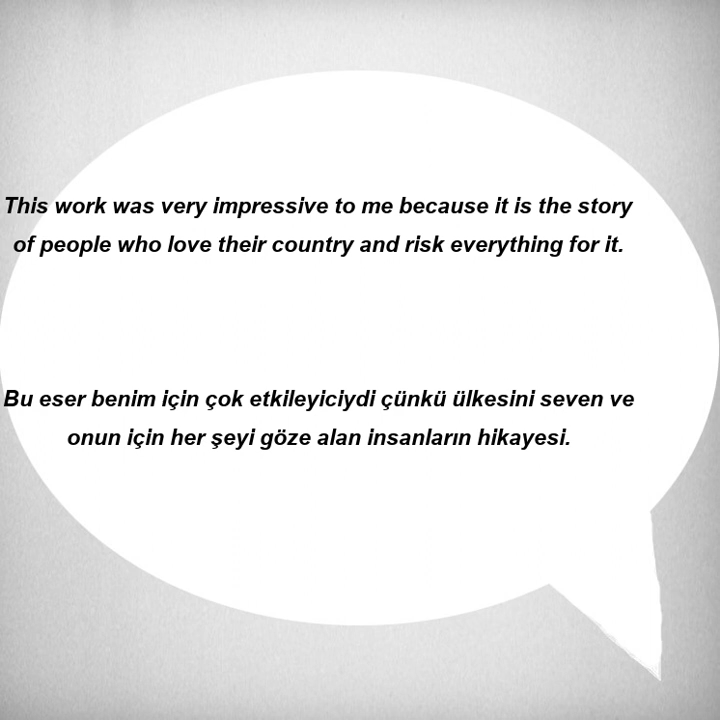 This work was very impressive to me because it is the story
of people who love their country and risk everything for it.
Bu eser benim için çok etkileyiciydi çünkü ülkesini seven ve
onun için her şeyi göze alan insanların hikayesi.